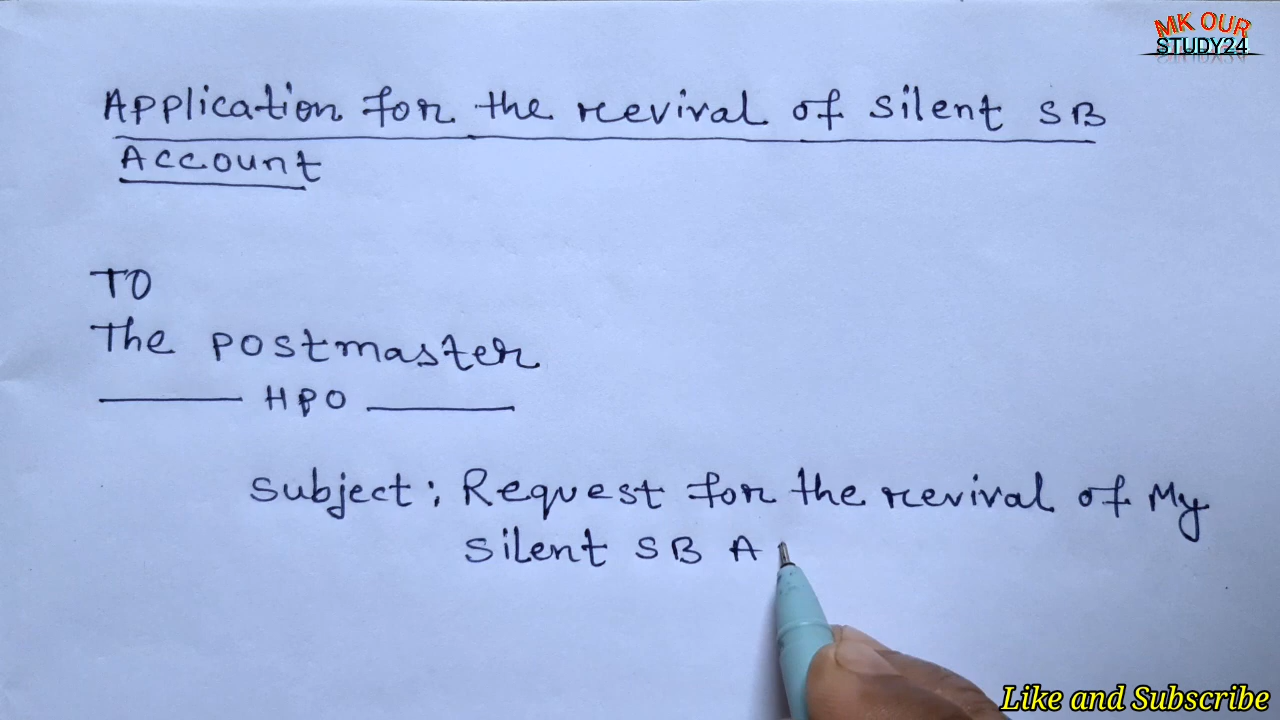 MK OUR
STUDY24
Application for the revival of silent SB
Account
TO
The postmaster
HPO
Subject: Request for the revival of My
silent SB A
Like and Subscribe